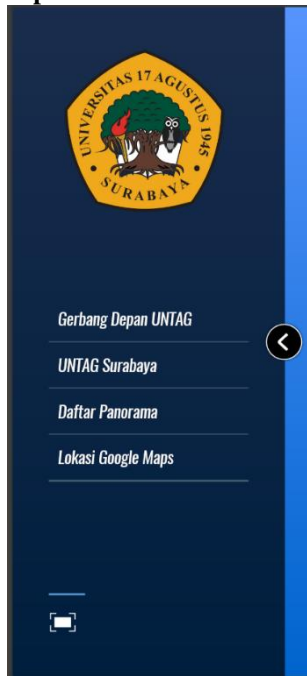 UNIVERSITAS 17 AGUSTUS 1945
SURABAYA
Gerbang Depan UNTAG
UNTAG Surabaya
Daftar Panorama
Lokasi Google Maps